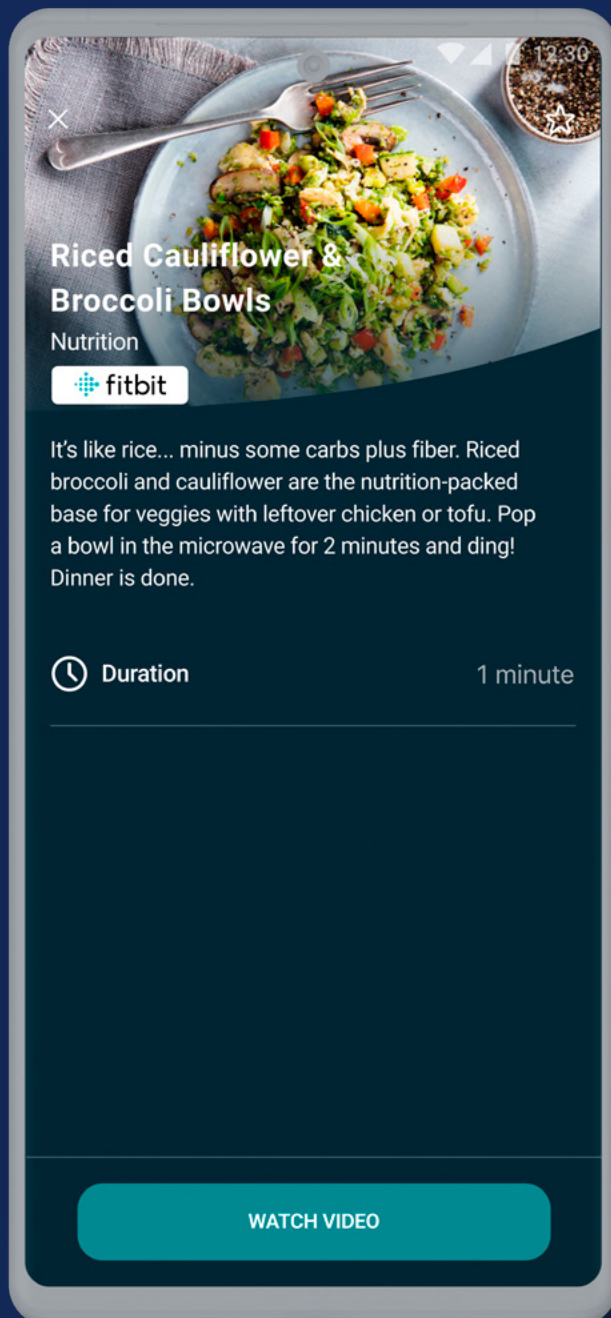 12:30
Riced Cauliflower &
Broccoli Bowls
Nutrition
fitbit
It's like rice... minus some carbs plus fiber. Riced
broccoli and cauliflower are the nutrition-packed
base for veggies with leftover chicken or tofu. Pop
a bowl in the microwave for 2 minutes and ding!
Dinner is done.
Duration 1 minute
WATCH VIDEO